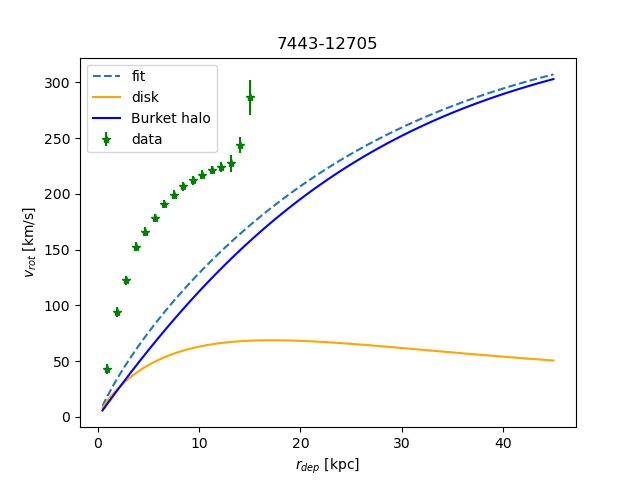 7443-12705
fit
disk
Burket halo
data
300
250
200
150
100
50
0
v_rot [km/s]
0 10 20 30 40
r_dep [kpc]